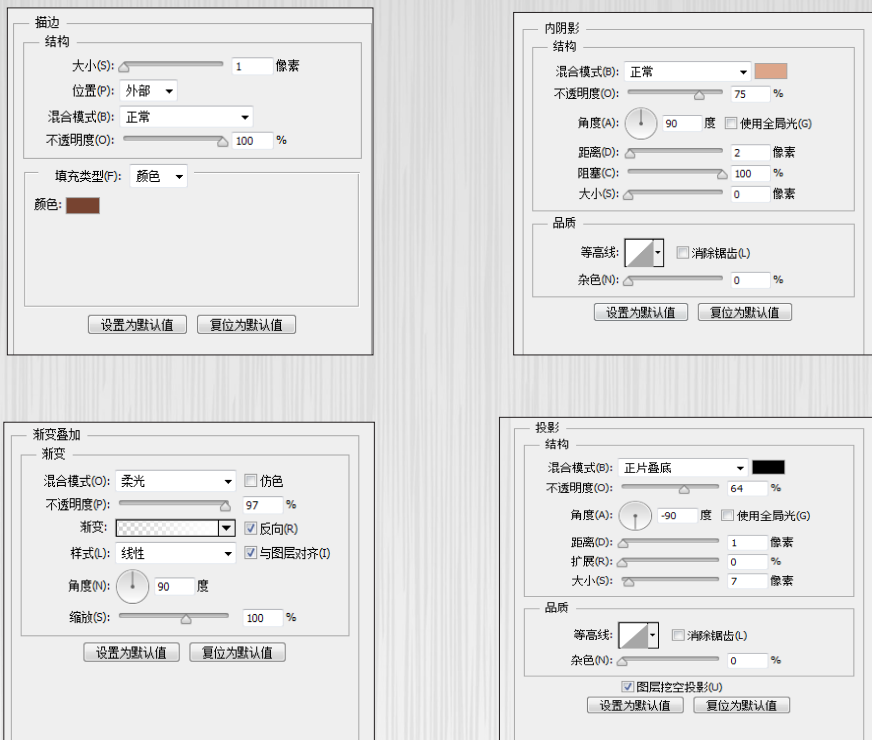 描边
结构
大小(S): 1 像素
位置(P): 外部
混合模式(B): 正常
不透明度(O): 100 %
填充类型(F): 颜色
颜色:
设置为默认值 复位为默认值
内阴影
结构
混合模式(B): 正常
不透明度(O): 75 %
角度(A): 90 度 使用全局光(G)
距离(D): 2 像素
阻塞(C): 100 %
大小(S): 0 像素
品质
等高线: 消除锯齿(L)
杂色(N): 0 %
设置为默认值 复位为默认值
渐变叠加
渐变
混合模式(O): 柔光 仿色
不透明度(P): 97 %
渐变: 反向(R)
样式(L): 线性 与图层对齐(I)
角度(N): 90 度
缩放(S): 100 %
设置为默认值 复位为默认值
投影
结构
混合模式(B): 正片叠底
不透明度(O): 64 %
角度(A): -90 度 使用全局光(G)
距离(D): 1 像素
扩展(R): 0 %
大小(S): 7 像素
品质
等高线: 消除锯齿(L)
杂色(N): 0 %
图层挖空投影(U)
设置为默认值 复位为默认值